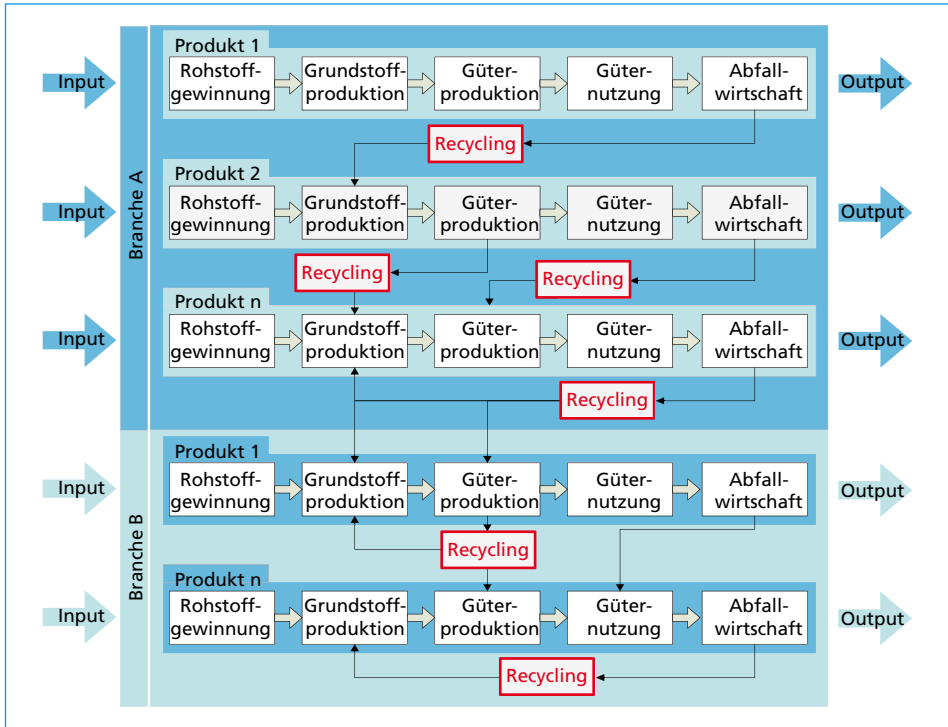 Produkt 1
Input
Rohstoff-
gewinnung
Grundstoff-
produktion
Güter-
produktion
Güter-
nutzung
Abfall-
wirtschaft
Output
Recycling
Branche A
Produkt 2
Input
Rohstoff-
gewinnung
Grundstoff-
produktion
Güter-
produktion
Güter-
nutzung
Abfall-
wirtschaft
Output
Recycling
Recycling
Produkt n
Input
Rohstoff-
gewinnung
Grundstoff-
produktion
Güter-
produktion
Güter-
nutzung
Abfall-
wirtschaft
Output
Recycling
Branche B
Produkt 1
Input
Rohstoff-
gewinnung
Grundstoff-
produktion
Güter-
produktion
Güter-
nutzung
Abfall-
wirtschaft
Output
Recycling
Produkt n
Input
Rohstoff-
gewinnung
Grundstoff-
produktion
Güter-
produktion
Güter-
nutzung
Abfall-
wirtschaft
Output
Recycling